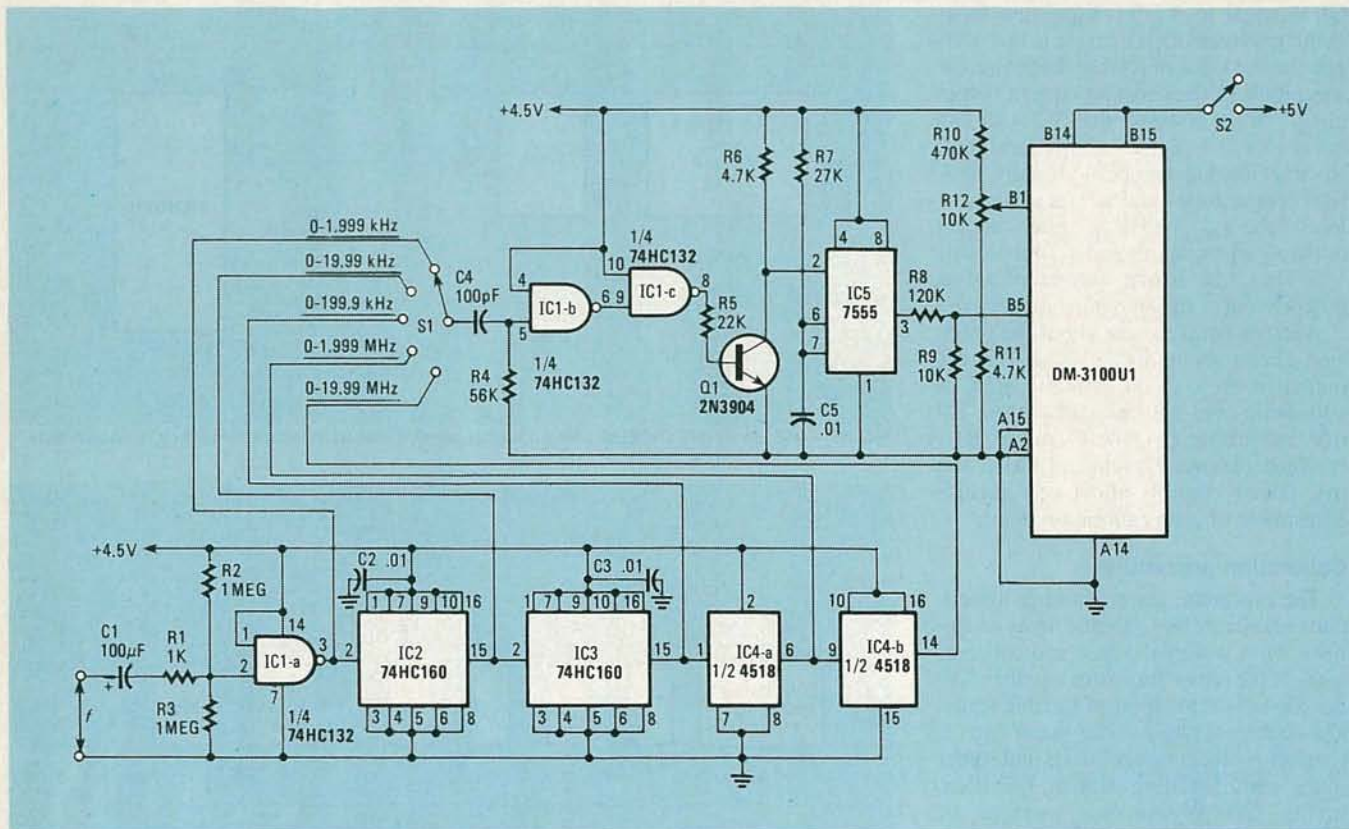 +4.5V
B14
B15
S2
+5V
R6
4.7K
R7
27K
R10
470K
R12
10K
B1
0-1.999 kHz
0-19.99 kHz
0-199.9 kHz
0-1.999 MHz
0-19.99 MHz
S1
C4
100pF
1/4
74HC132
4
5
IC1-b
6
9
10
IC1-c
8
R5
22K
R4
56K
1/4
74HC132
Q1
2N3904
2
4
8
6
7
IC5
7555
3
1
R8
120K
B5
C5
.01
R9
10K
R11
4.7K
DM-3100U1
A15
A2
A14
+4.5V
R2
1MEG
C1
100μF
+
R1
1K
f
R3
1MEG
1
2
14
IC1-a
3
7
1/4
74HC132
C2 .01
1
7
9
10
16
2
IC2
74HC160
15
3
4
5
6
8
C3 .01
1
7
9
10
16
2
IC3
74HC160
15
3
4
5
6
8
2
1
IC4-a
1/2 4518
6
7
8
10
16
9
IC4-b
1/2 4518
14
15